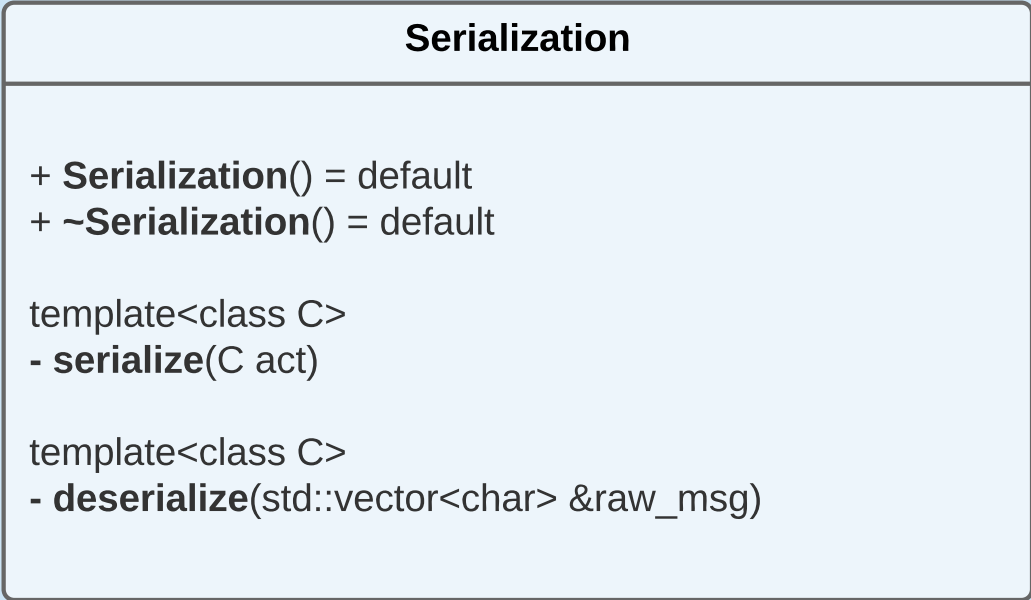 Serialization
+ Serialization() = default
+ ~Serialization() = default
template<class C>
- serialize(C act)
template<class C>
- deserialize(std::vector<char> &raw_msg)